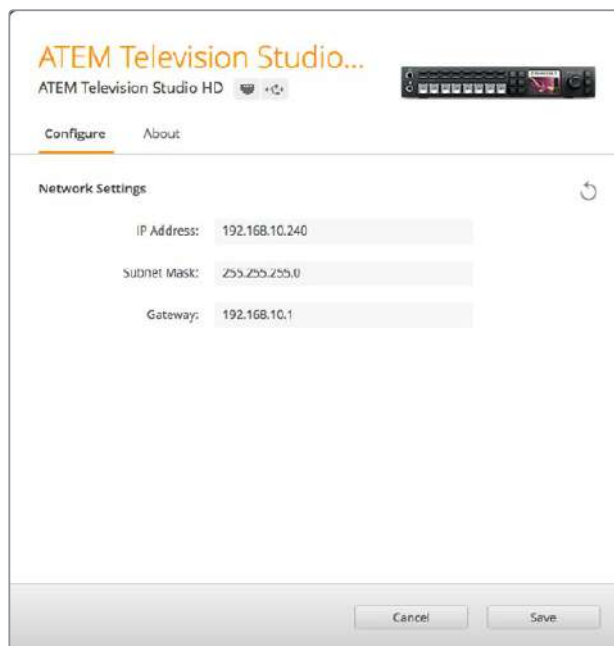 ATEM Television Studio...
ATEM Television Studio HD
Configure About
Network Settings
IP Address: 192.168.10.240
Subnet Mask: 255.255.255.0
Gateway: 192.168.10.1
Cancel Save